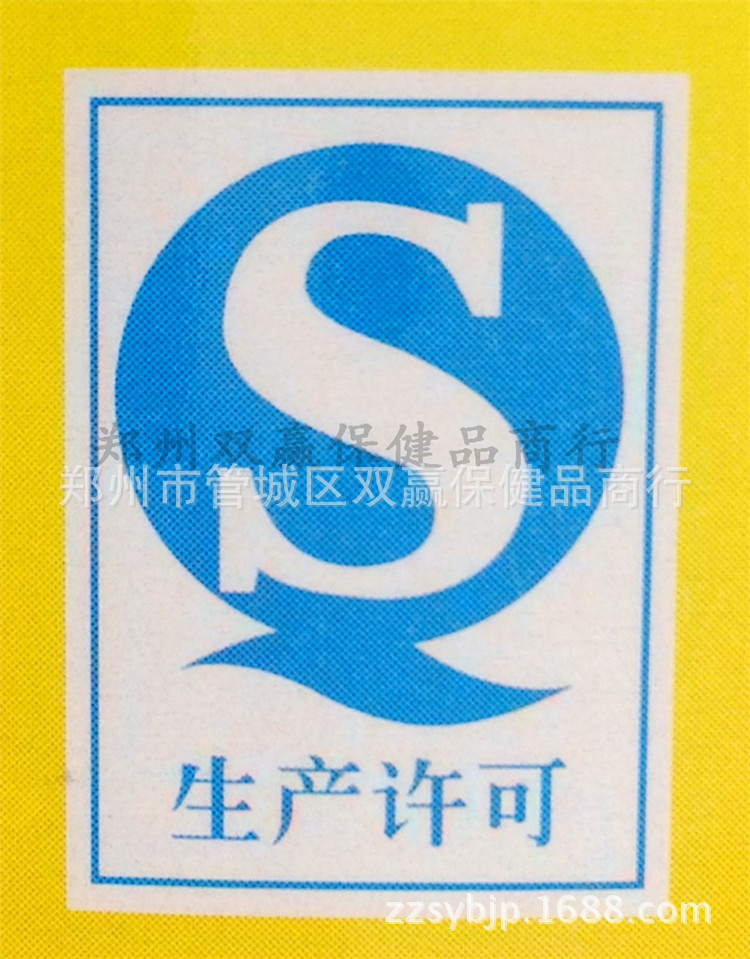 S
郑州双赢保健品商行
郑州市管城区双赢保健品商行
生产许可
zzsybjp.1688.com